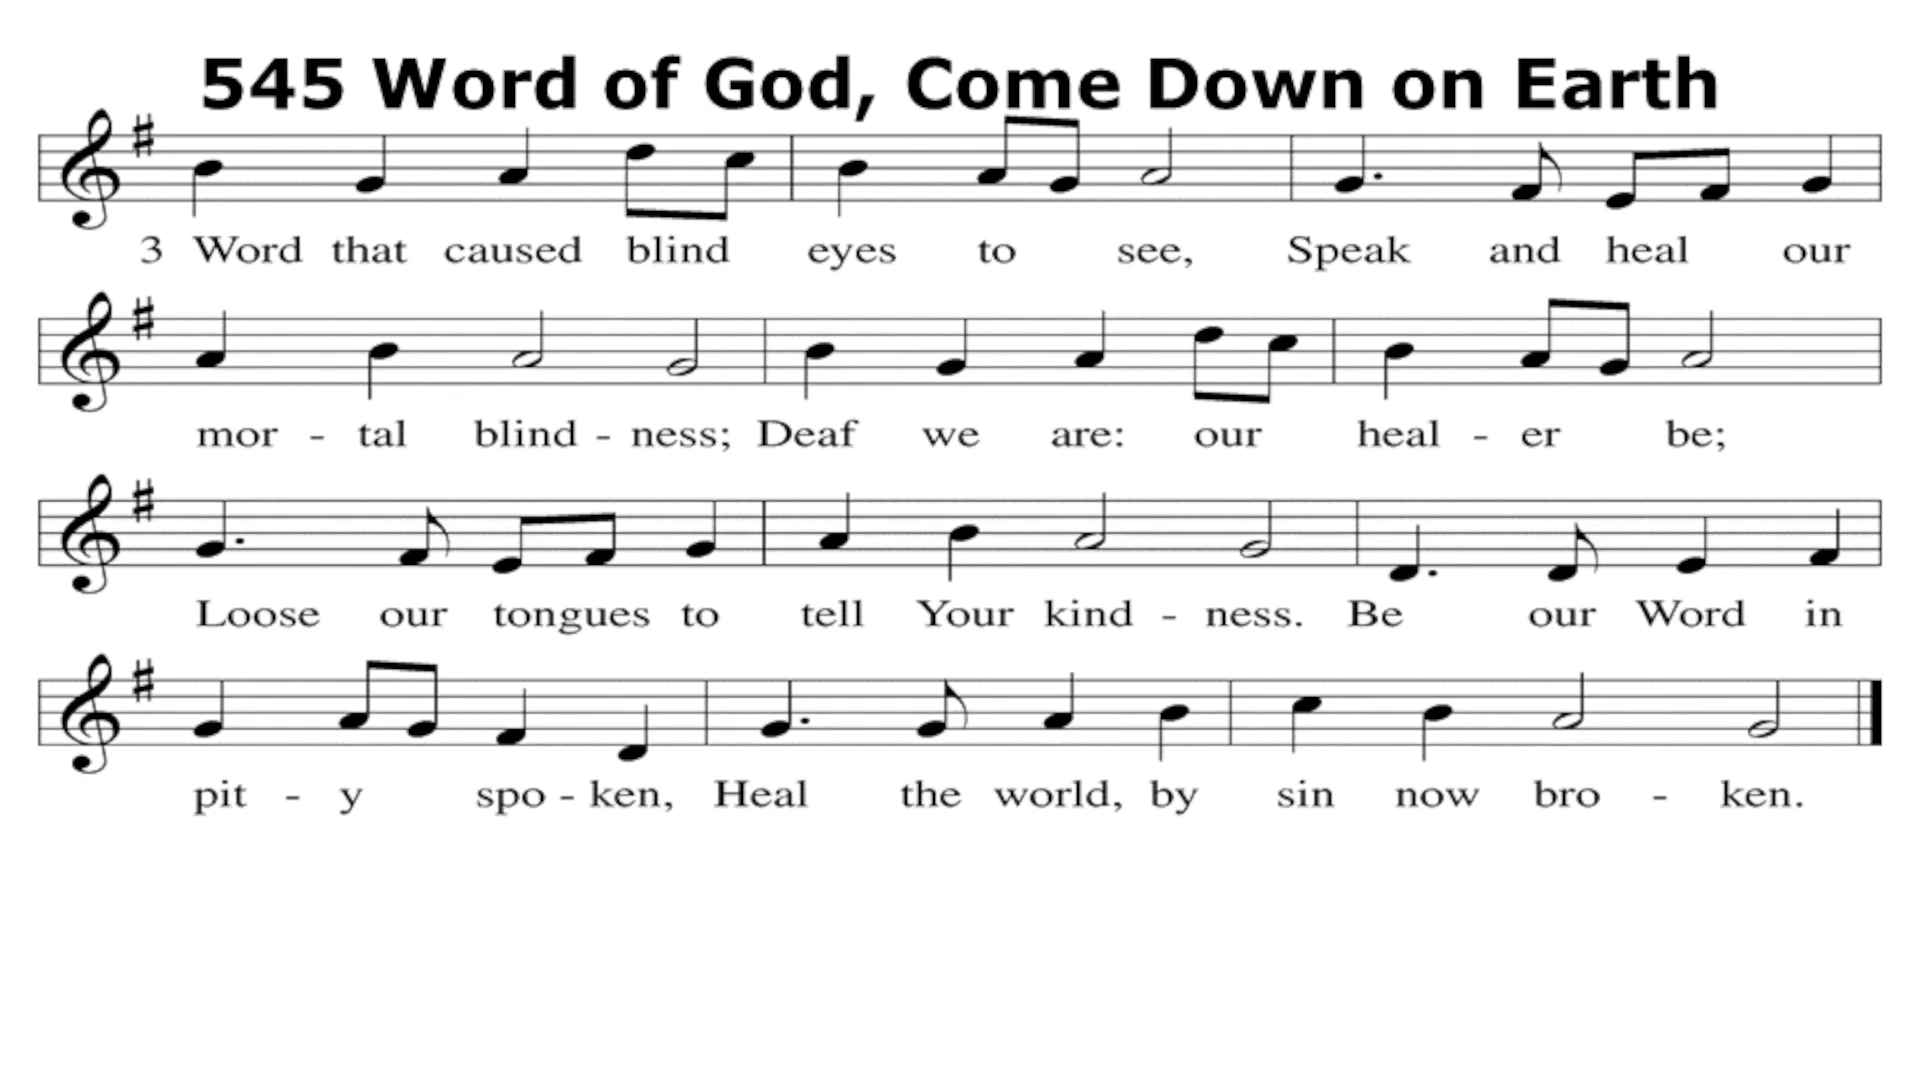 545 Word of God, Come Down on Earth
3 Word that caused blind eyes to see, Speak and heal our
mor - tal blind - ness; Deaf we are: our heal - er be;
Loose our tongues to tell Your kind - ness. Be our Word in
pit - y spo - ken, Heal the world, by sin now bro - ken.